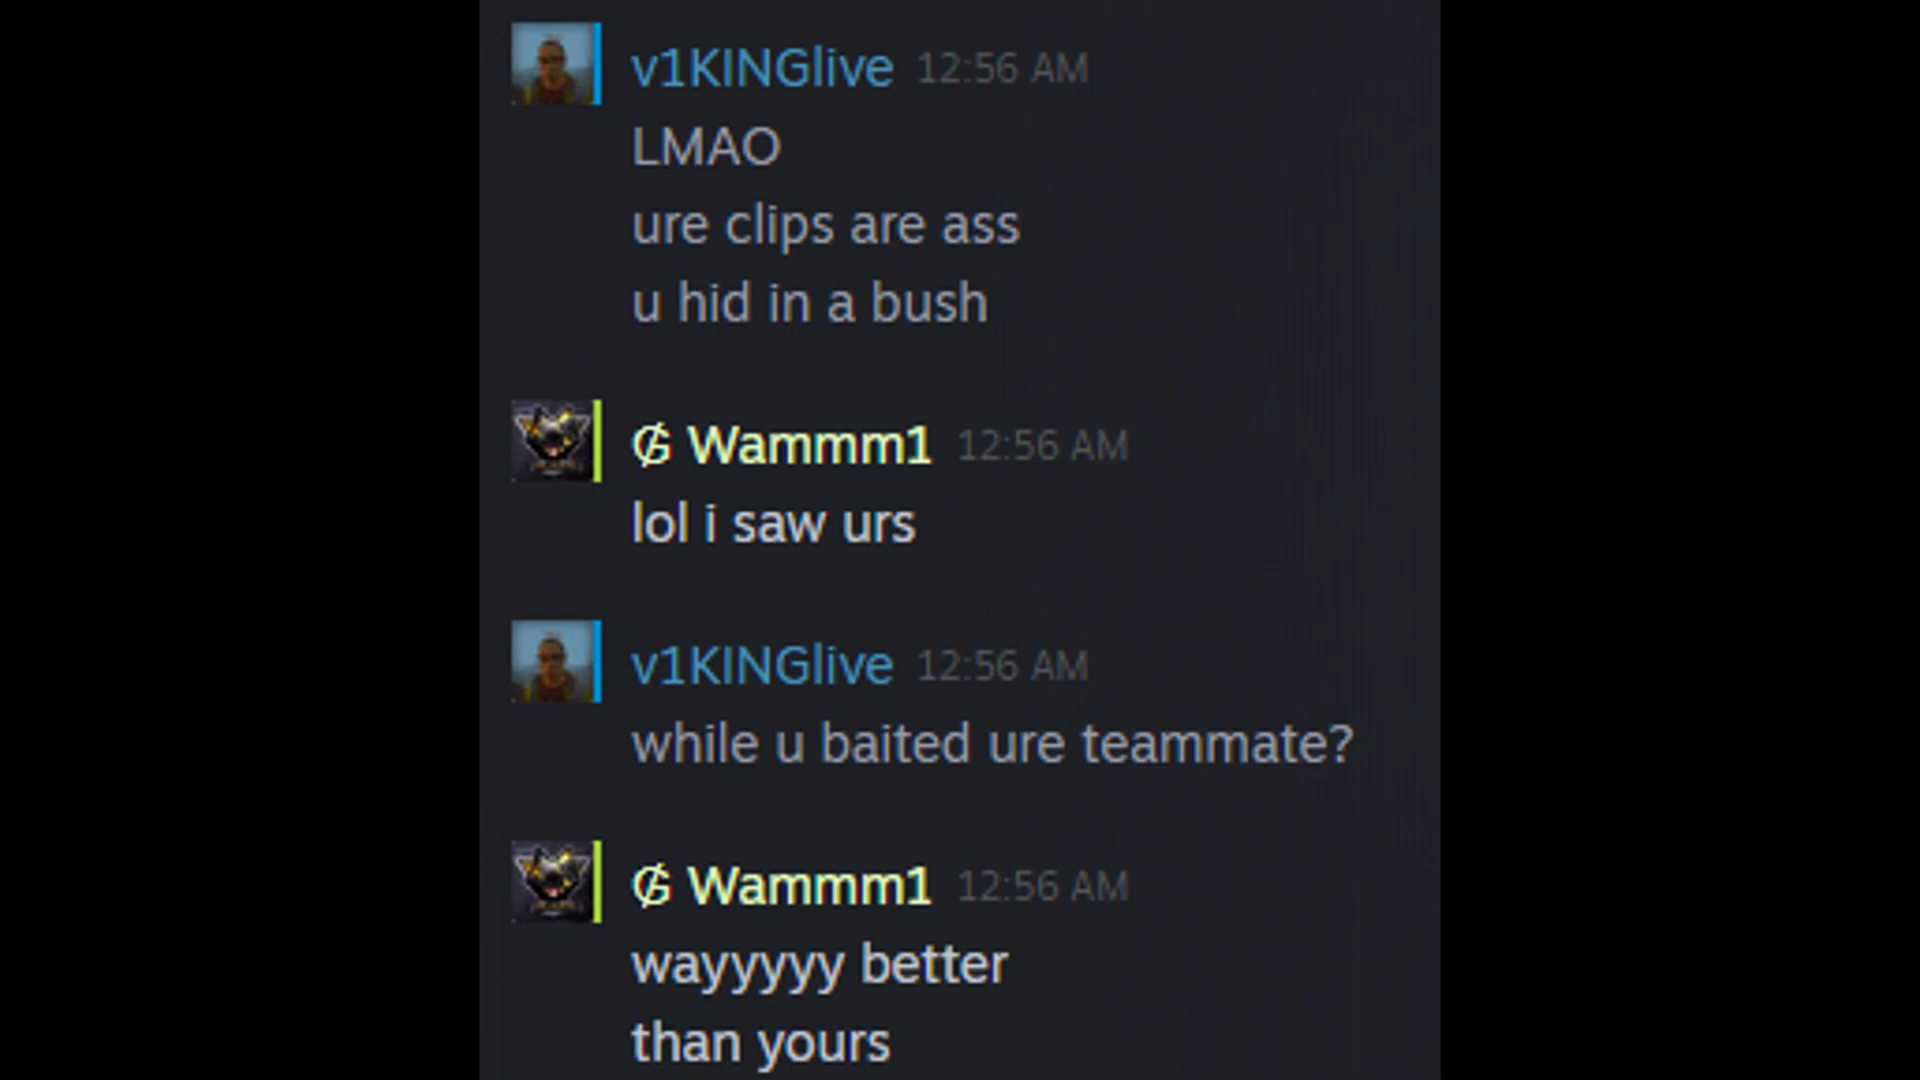 v1KINGlive 12:56 AM
LMAO
ure clips are ass
u hid in a bush
₲ Wammm1 12:56 AM
lol i saw urs
v1KINGlive 12:56 AM
while u baited ure teammate?
₲ Wammm1 12:56 AM
wayyyyy better
than yours